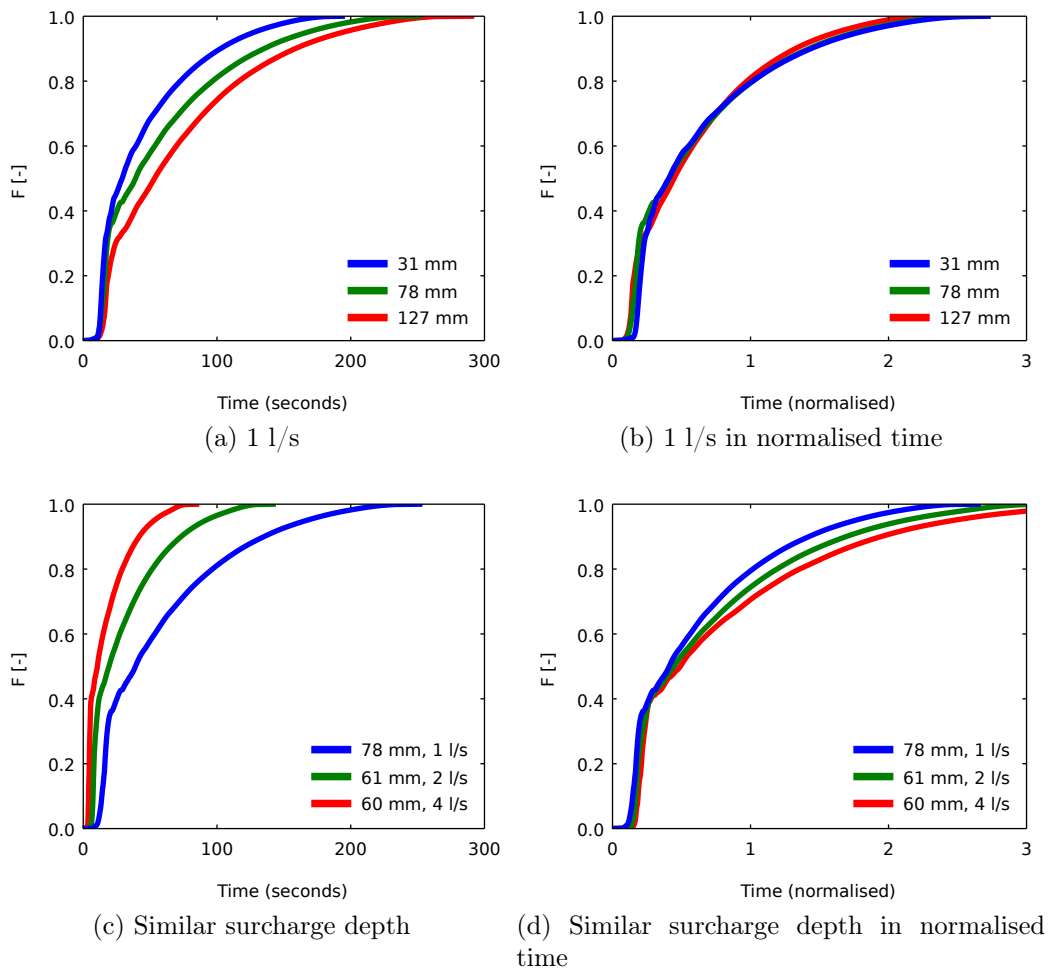 1.0
0.8
0.6
0.4
0.2
0.0
F [-]
31 mm
78 mm
127 mm
0 100 200 300
Time (seconds)
(a) 1 l/s
1.0
0.8
0.6
0.4
0.2
0.0
F [-]
31 mm
78 mm
127 mm
0 1 2 3
Time (normalised)
(b) 1 l/s in normalised time
1.0
0.8
0.6
0.4
0.2
0.0
F [-]
78 mm, 1 l/s
61 mm, 2 l/s
60 mm, 4 l/s
0 100 200 300
Time (seconds)
(c) Similar surcharge depth
1.0
0.8
0.6
0.4
0.2
0.0
F [-]
78 mm, 1 l/s
61 mm, 2 l/s
60 mm, 4 l/s
0 1 2 3
Time (normalised)
(d) Similar surcharge depth in normalised
time